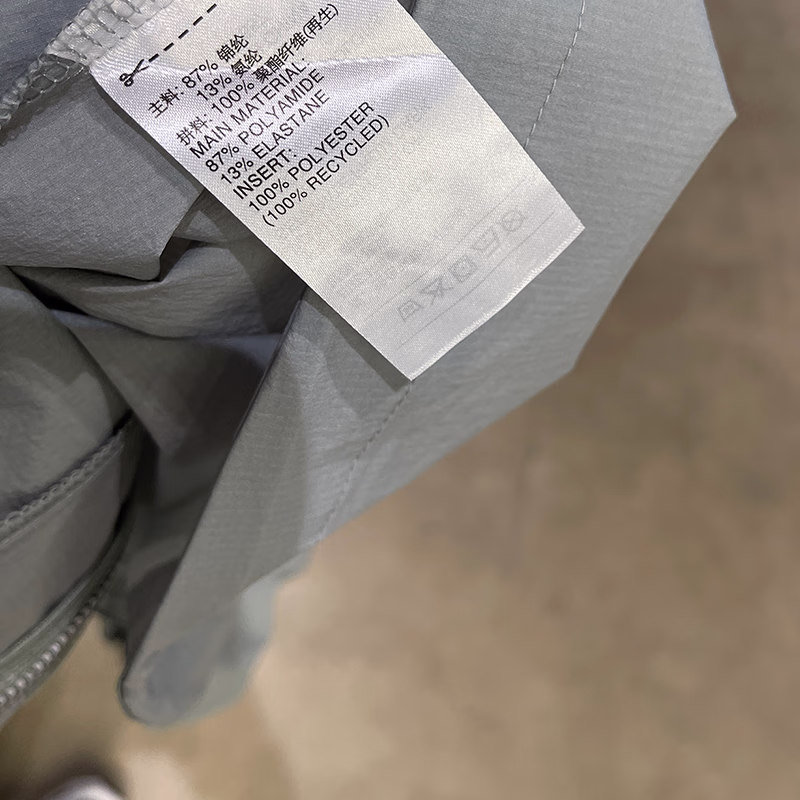 主料: 87% 锦纶
13% 氨纶
拼料: 100% 聚酯纤维(再生)
MAIN MATERIAL:
87% POLYAMIDE
13% ELASTANE
INSERT:
100% POLYESTER
(100% RECYCLED)